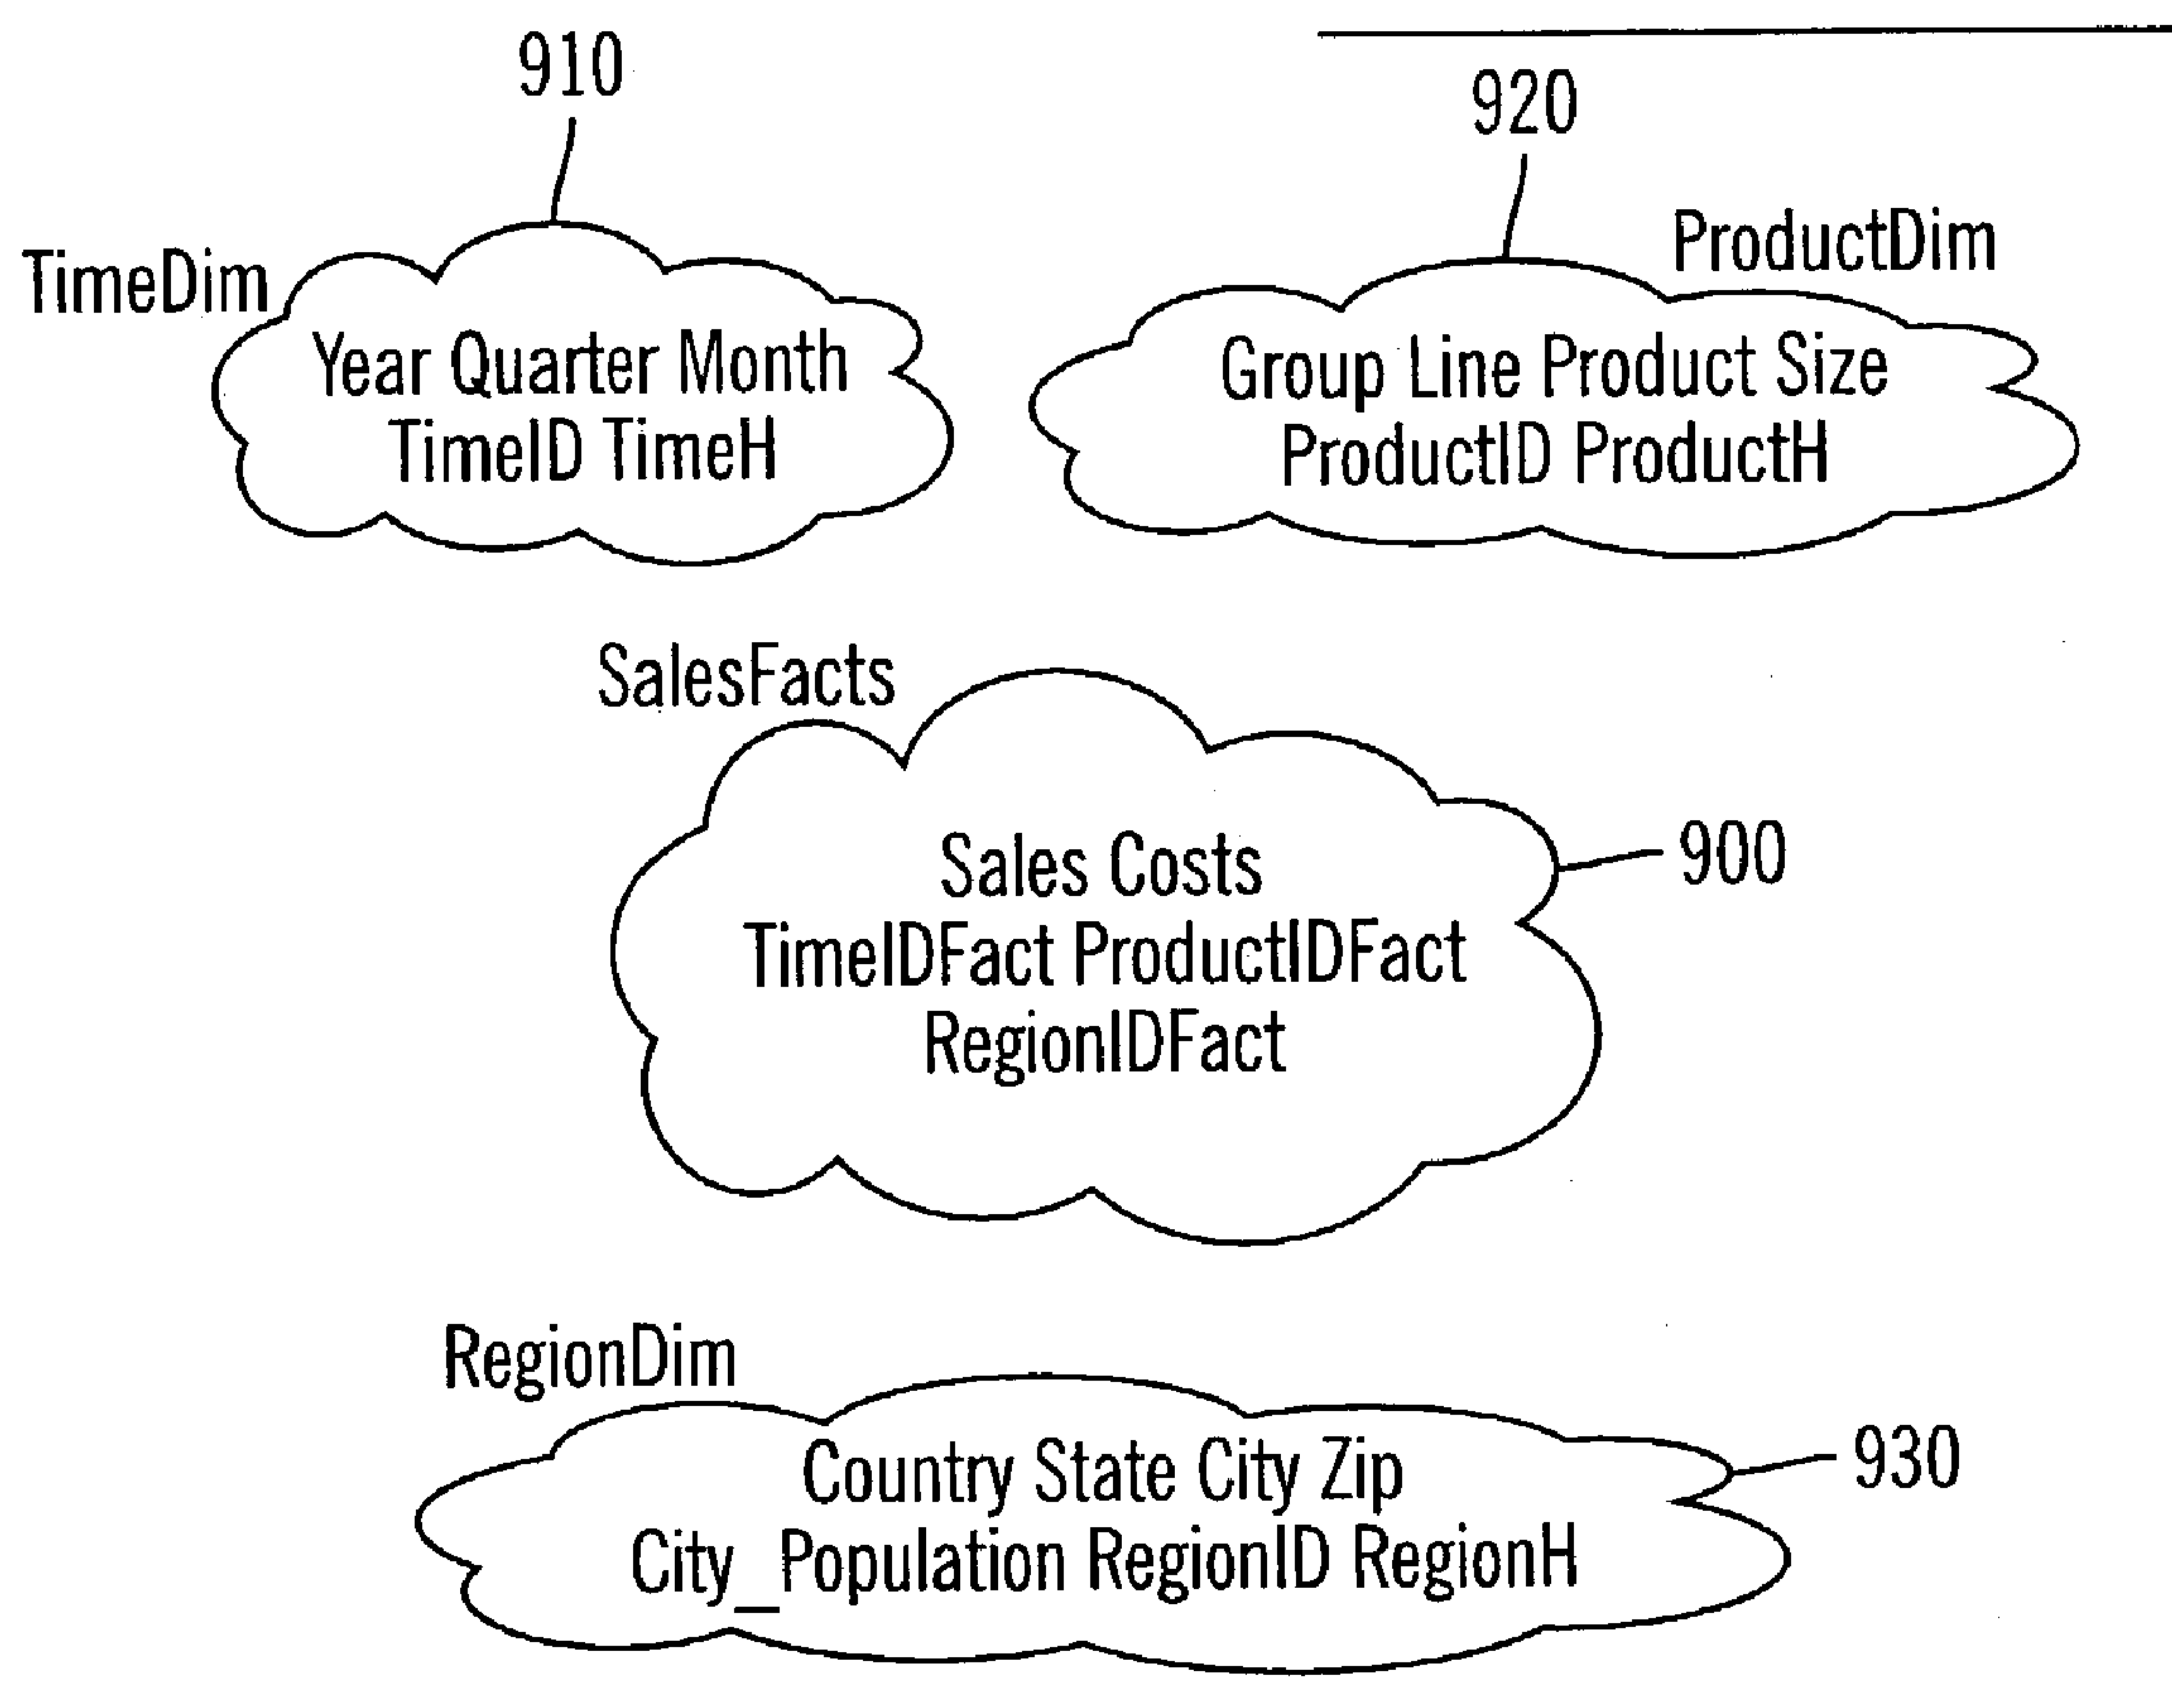 910
920
TimeDim
ProductDim
Year Quarter Month
TimeID TimeH
Group Line Product Size
ProductID ProductH
SalesFacts
Sales Costs
TimeIDFact ProductIDFact
RegionIDFact
900
RegionDim
Country State City Zip
City_Population RegionID RegionH
930